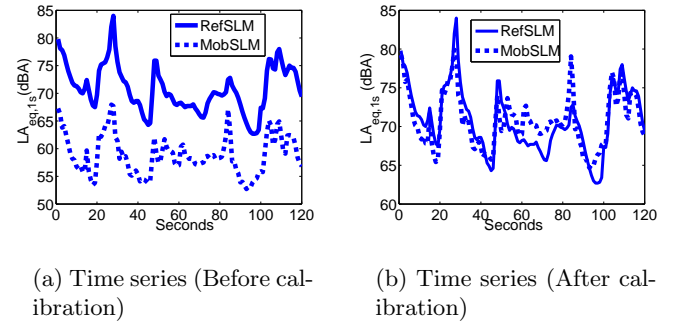 85
80
75
70
65
60
55
50
0
20
40
60
80
100
120
LA_eq,1s (dBA)
Seconds
RefSLM
MobSLM
85
80
75
70
65
60
0
20
40
60
80
100
120
LA_eq,1s (dBA)
Seconds
RefSLM
MobSLM
(a) Time series (Before cal-
ibration)
(b) Time series (After cal-
ibration)